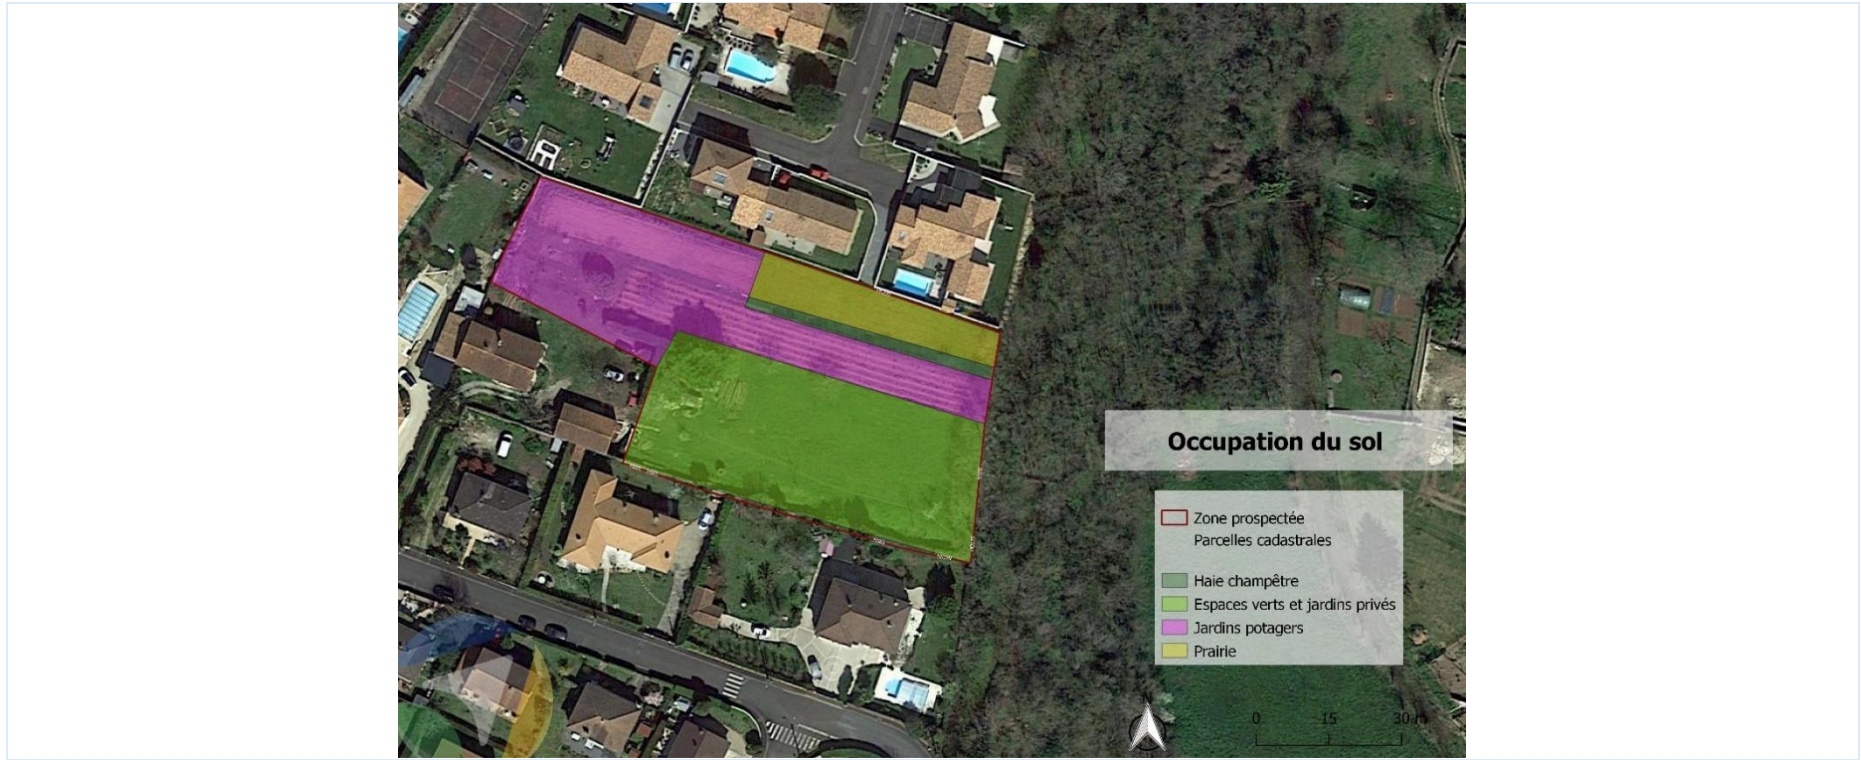 Occupation du sol
Zone prospectée
Parcelles cadastrales
Haie champêtre
Espaces verts et jardins privés
Jardins potagers
Prairie
0 15 30 m